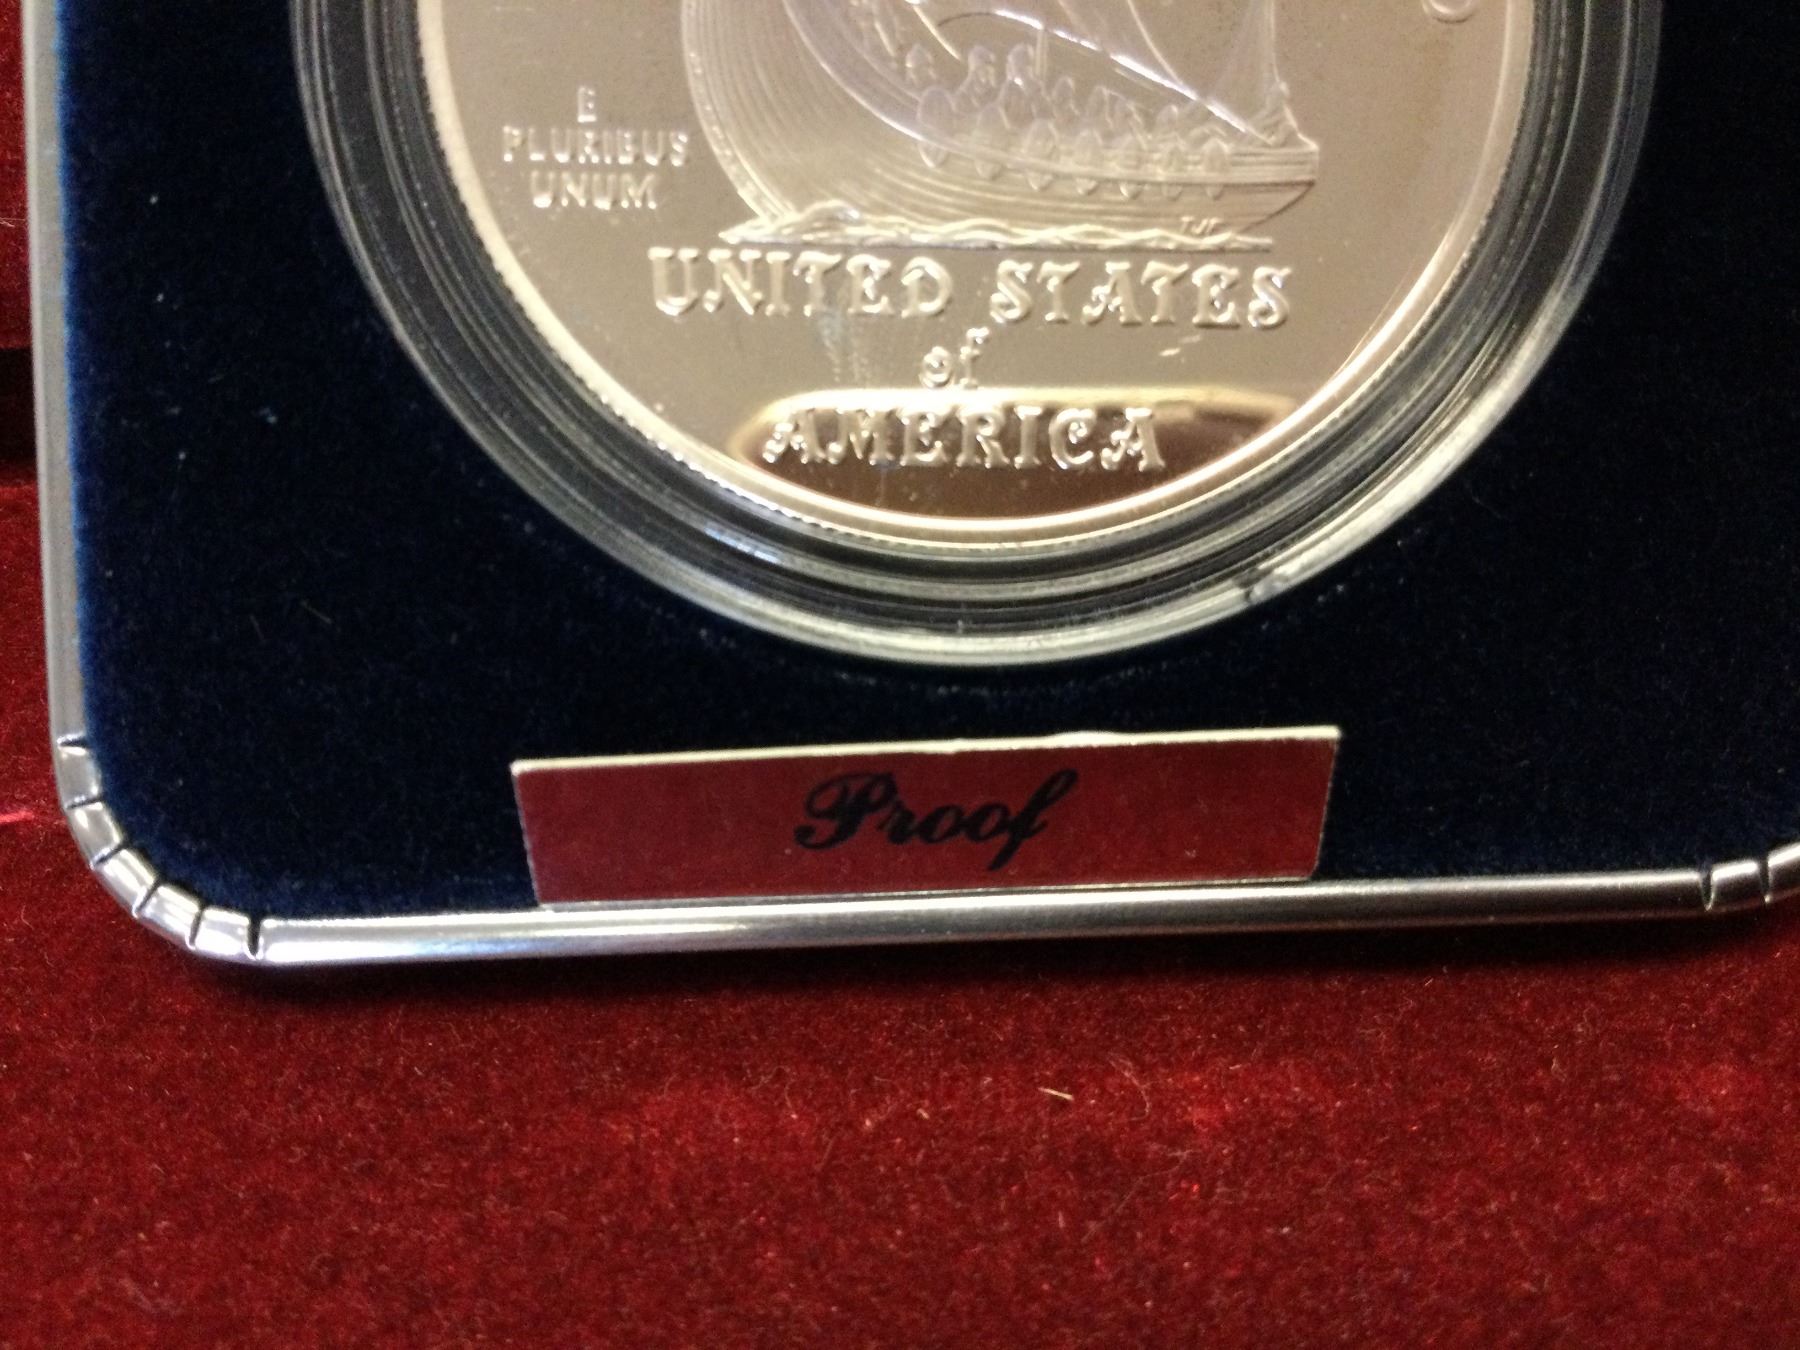 E
PLURIBUS
UNUM
UNITED STATES
of
AMERICA
Proof